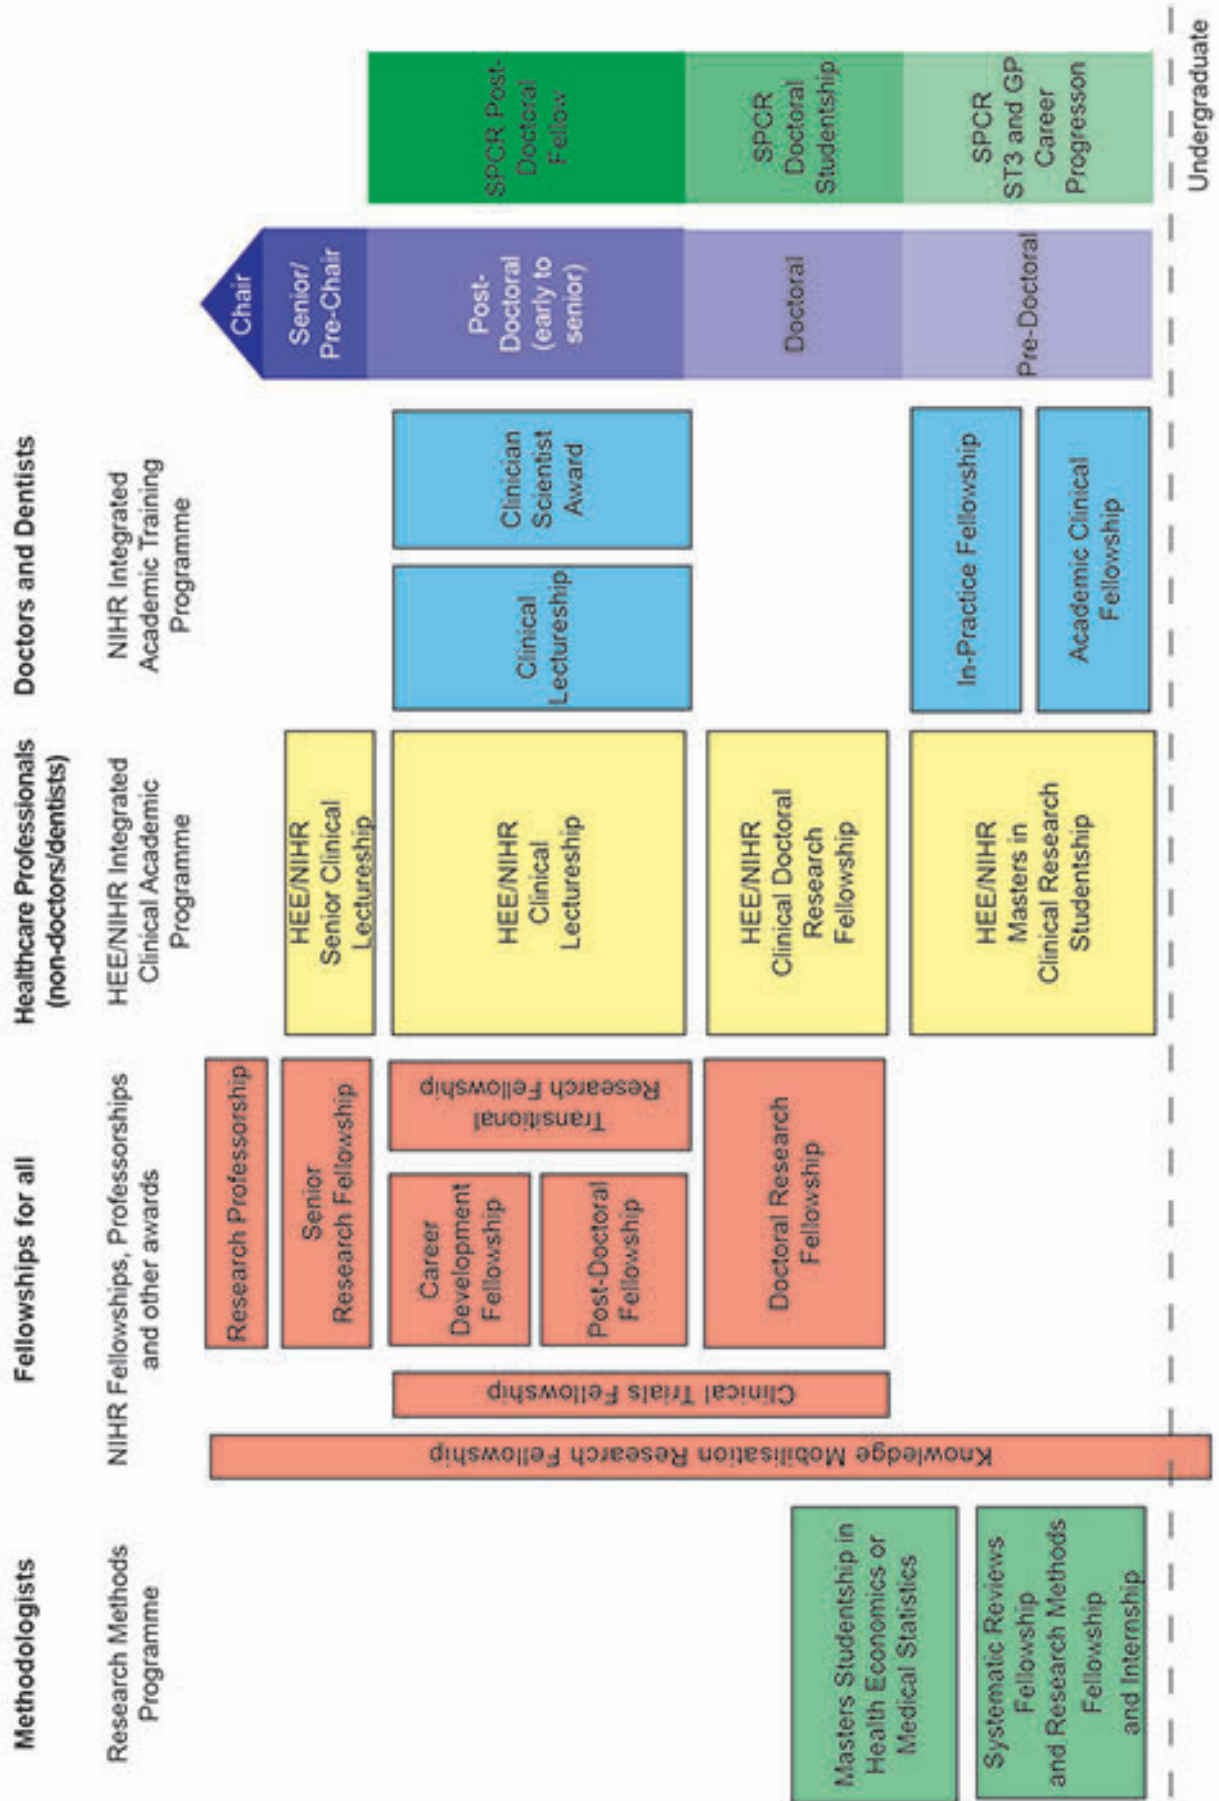 Methodologists
Research Methods
Programme
Masters Studentship in
Health Economics or
Medical Statistics
Systematic Reviews
Fellowship
and Research Methods
Fellowship
and Internship
Fellowships for all
NIHR Fellowships, Professorships
and other awards
Knowledge Mobilisation Research Fellowship
Clinical Trials Fellowship
Research Professorship
Senior
Research Fellowship
Career
Development
Fellowship
Post-Doctoral
Fellowship
Transitional
Research Fellowship
Doctoral Research
Fellowship
Healthcare Professionals
(non-doctors/dentists)
HEE/NIHR Integrated
Clinical Academic
Programme
HEE/NIHR
Senior Clinical
Lectureship
HEE/NIHR
Clinical
Lectureship
HEE/NIHR
Clinical Doctoral
Research
Fellowship
HEE/NIHR
Masters in
Clinical Research
Studentship
Doctors and Dentists
NIHR Integrated
Academic Training
Programme
Clinical
Lectureship
Clinician
Scientist
Award
In-Practice Fellowship
Academic Clinical
Fellowship
Chair
Senior/
Pre-Chair
Post-
Doctoral
(early to
senior)
Doctoral
Pre-Doctoral
SPCR Post-
Doctoral
Fellow
SPCR
Doctoral
Studentship
SPCR
ST3 and GP
Career
Progresson
Undergraduate